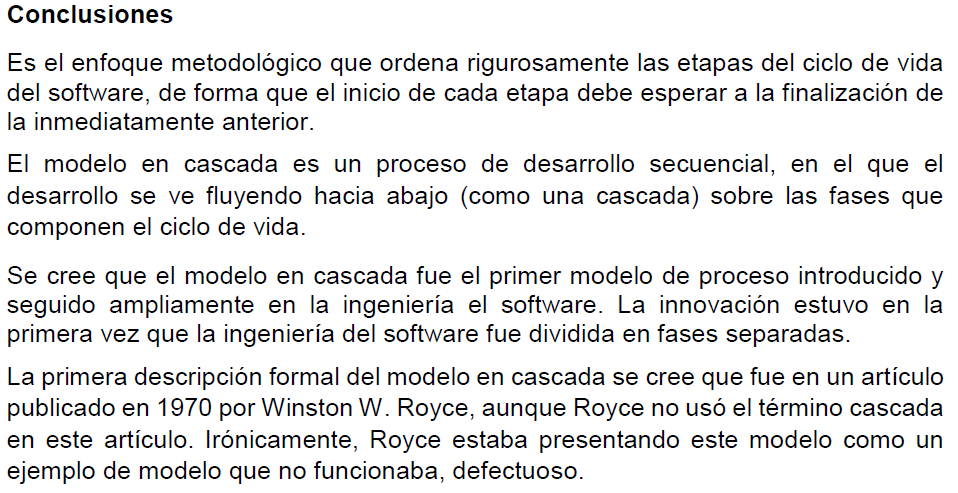 Conclusiones
Es el enfoque metodológico que ordena rigurosamente las etapas del ciclo de vida
del software, de forma que el inicio de cada etapa debe esperar a la finalización de
la inmediatamente anterior.
El modelo en cascada es un proceso de desarrollo secuencial, en el que el
desarrollo se ve fluyendo hacia abajo (como una cascada) sobre las fases que
componen el ciclo de vida.
Se cree que el modelo en cascada fue el primer modelo de proceso introducido y
seguido ampliamente en la ingeniería el software. La innovación estuvo en la
primera vez que la ingeniería del software fue dividida en fases separadas.
La primera descripción formal del modelo en cascada se cree que fue en un artículo
publicado en 1970 por Winston W. Royce, aunque Royce no usó el término cascada
en este artículo. Irónicamente, Royce estaba presentando este modelo como un
ejemplo de modelo que no funcionaba, defectuoso.